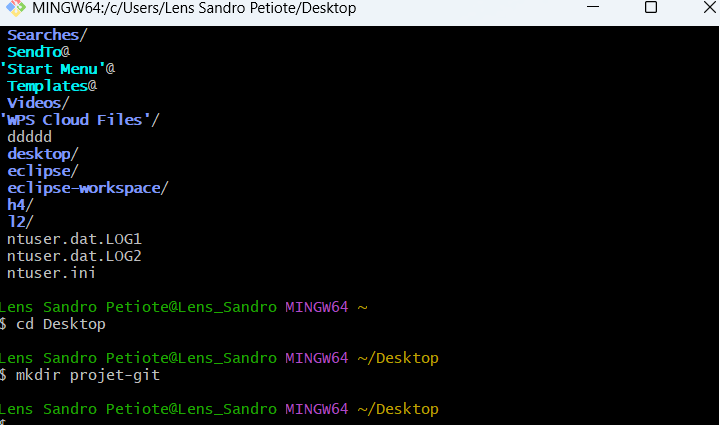 MINGW64:/c/Users/Lens Sandro Petiote/Desktop
Searches/
SendTo@
'Start Menu'@
Templates@
Videos/
'WPS Cloud Files'/
ddddd
desktop/
eclipse/
eclipse-workspace/
h4/
l2/
ntuser.dat.LOG1
ntuser.dat.LOG2
ntuser.ini
Lens Sandro Petiote@Lens_Sandro MINGW64 ~
$ cd Desktop
Lens Sandro Petiote@Lens_Sandro MINGW64 ~/Desktop
$ mkdir projet-git
Lens Sandro Petiote@Lens_Sandro MINGW64 ~/Desktop
$